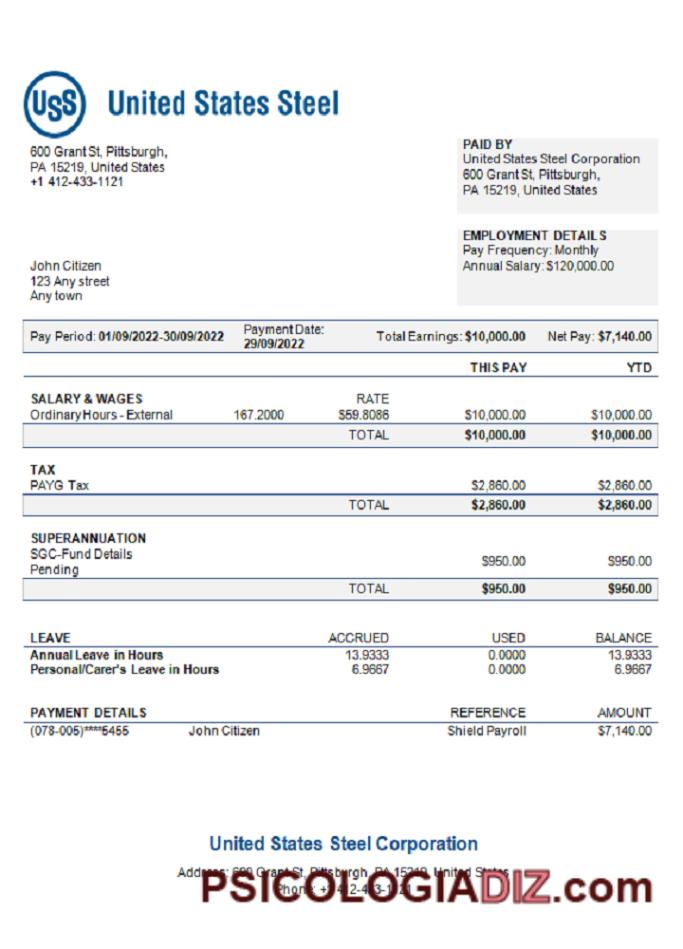 USS United States Steel
600 Grant St, Pittsburgh,
PA 15219, United States
+1 412-433-1121
PAID BY
United States Steel Corporation
600 Grant St, Pittsburgh,
PA 15219, United States
EMPLOYMENT DETAILS
Pay Frequency: Monthly
Annual Salary: $120,000.00
John Citizen
123 Any street
Any town
Pay Period: 01/09/2022-30/09/2022 Payment Date: 29/09/2022 Total Earnings: $10,000.00 Net Pay: $7,140.00
THIS PAY YTD
SALARY & WAGES RATE
Ordinary Hours - External 167.2000 $59.8086 $10,000.00 $10,000.00
TOTAL $10,000.00 $10,000.00
TAX
PAYG Tax $2,860.00 $2,860.00
TOTAL $2,860.00 $2,860.00
SUPERANNUATION
SGC-Fund Details
Pending $950.00 $950.00
TOTAL $950.00 $950.00
LEAVE ACCRUED USED BALANCE
Annual Leave in Hours 13.9333 0.0000 13.9333
Personal/Carer's Leave in Hours 6.9667 0.0000 6.9667
PAYMENT DETAILS REFERENCE AMOUNT
(078-005)****5455 John Citizen Shield Payroll $7,140.00
United States Steel Corporation
Address: 600 Grant St, Pittsburgh, PA 15219, United States
Phone: +1 412-433-1121
PSICOLOGIADIZ.com